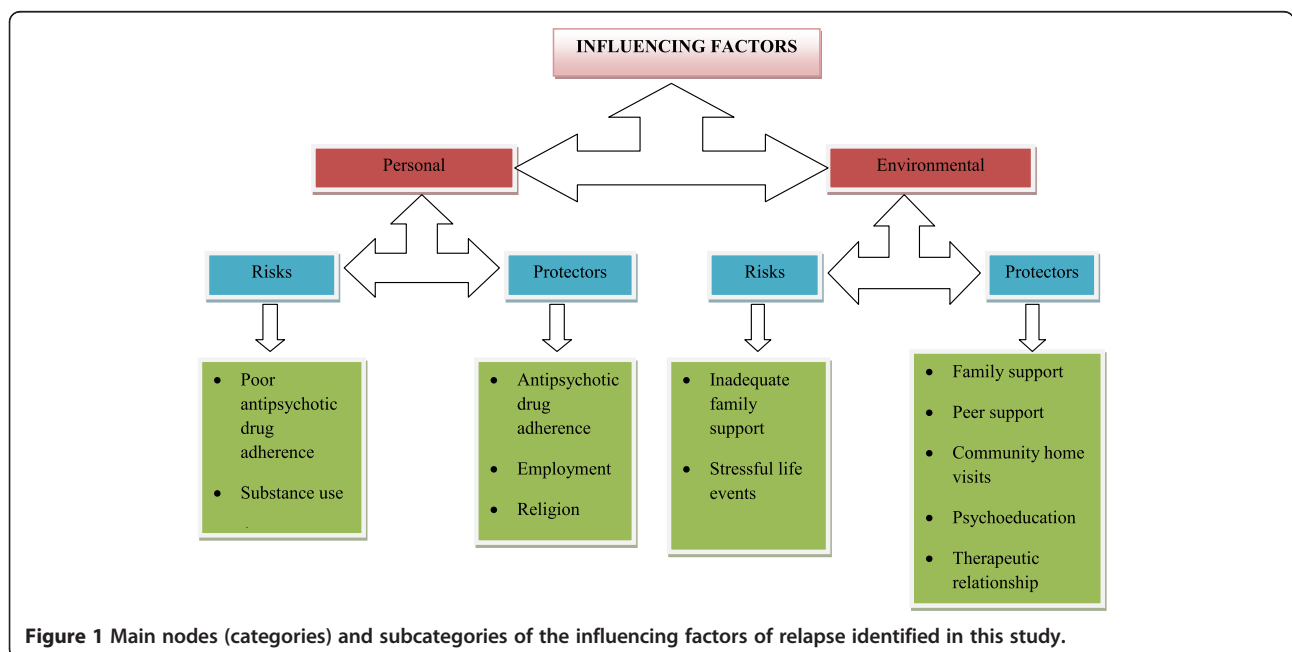 INFLUENCING FACTORS
Personal
Environmental
Risks
Protectors
Risks
Protectors
• Poor
antipsychotic
drug
adherence
• Substance use
.
• Antipsychotic
drug
adherence
• Employment
• Religion
• Inadequate
family
support
• Stressful life
events
• Family support
• Peer support
• Community home
visits
• Psychoeducation
• Therapeutic
relationship
Figure 1 Main nodes (categories) and subcategories of the influencing factors of relapse identified in this study.